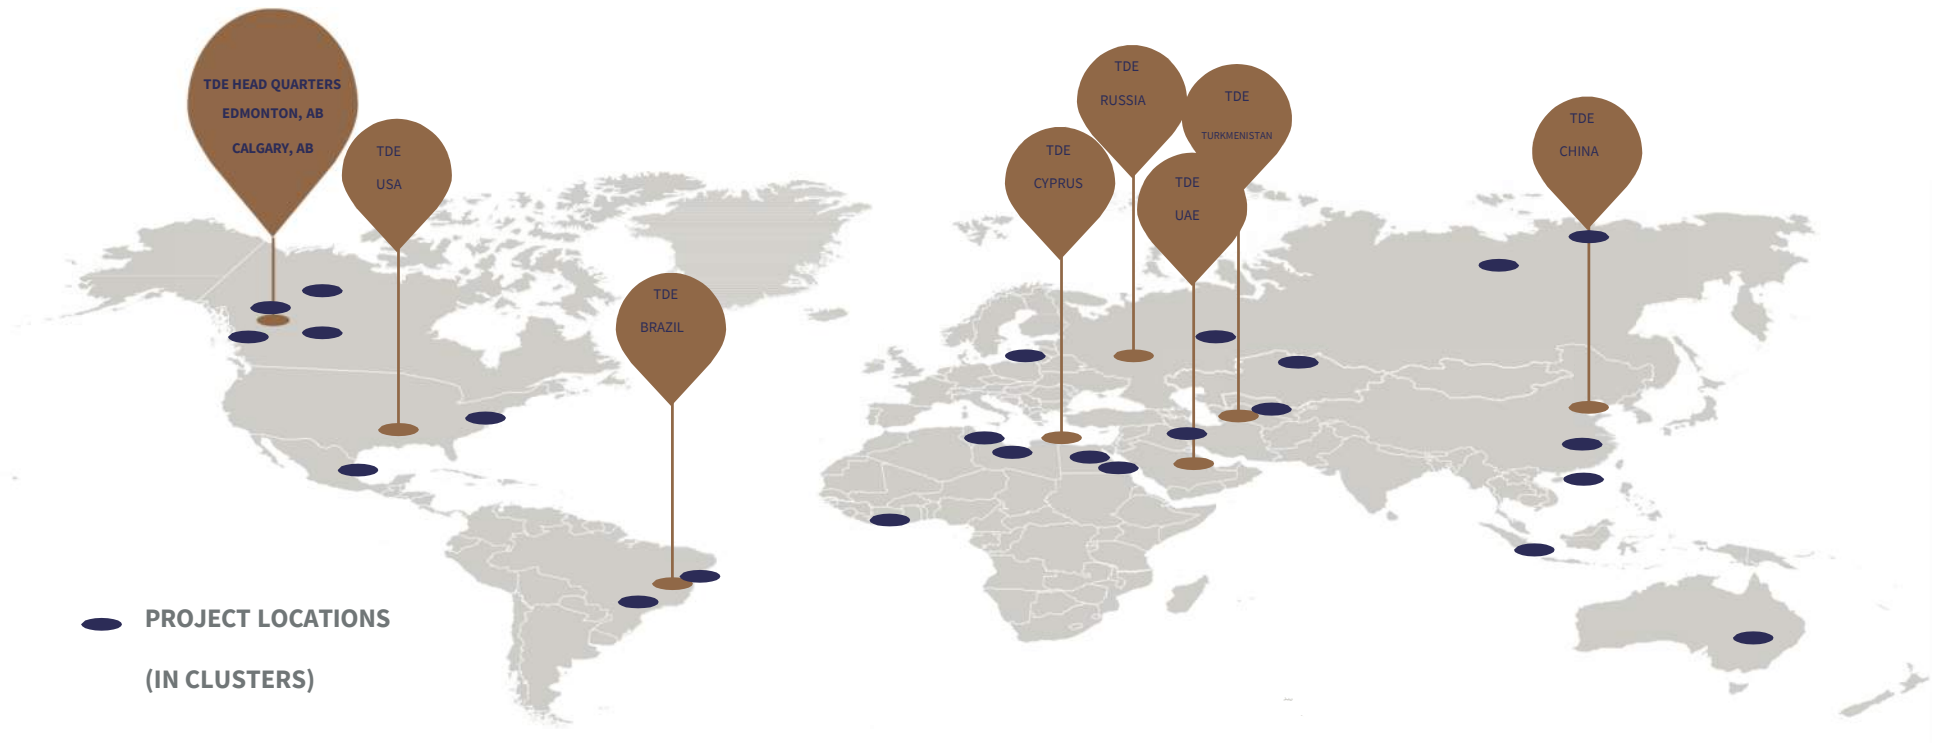 TDE HEAD QUARTERS
EDMONTON, AB
CALGARY, AB
TDE
USA
TDE
BRAZIL
TDE
CYPRUS
TDE
RUSSIA
TDE
TURKMENISTAN
TDE
UAE
TDE
CHINA
PROJECT LOCATIONS
(IN CLUSTERS)